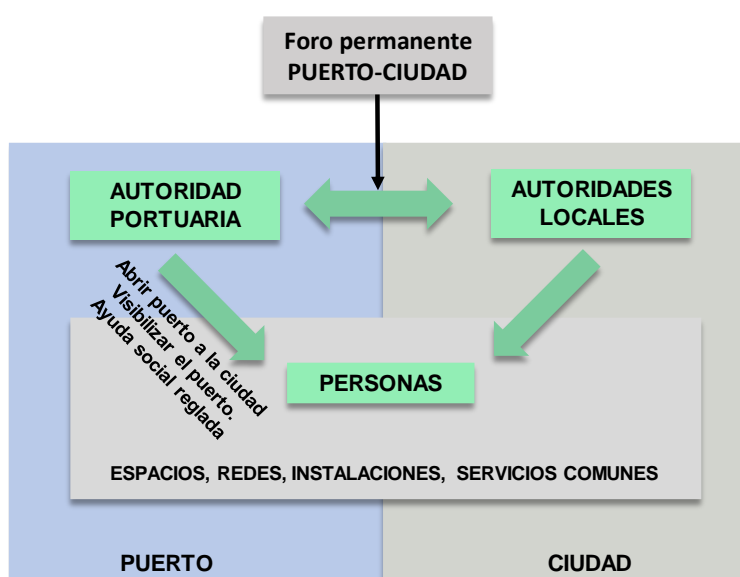 Foro permanente
PUERTO-CIUDAD
AUTORIDAD
PORTUARIA
AUTORIDADES
LOCALES
Abrir puerto a la ciudad
Visibilizar el puerto.
Ayuda social reglada
PERSONAS
ESPACIOS, REDES, INSTALACIONES, SERVICIOS COMUNES
PUERTO
CIUDAD